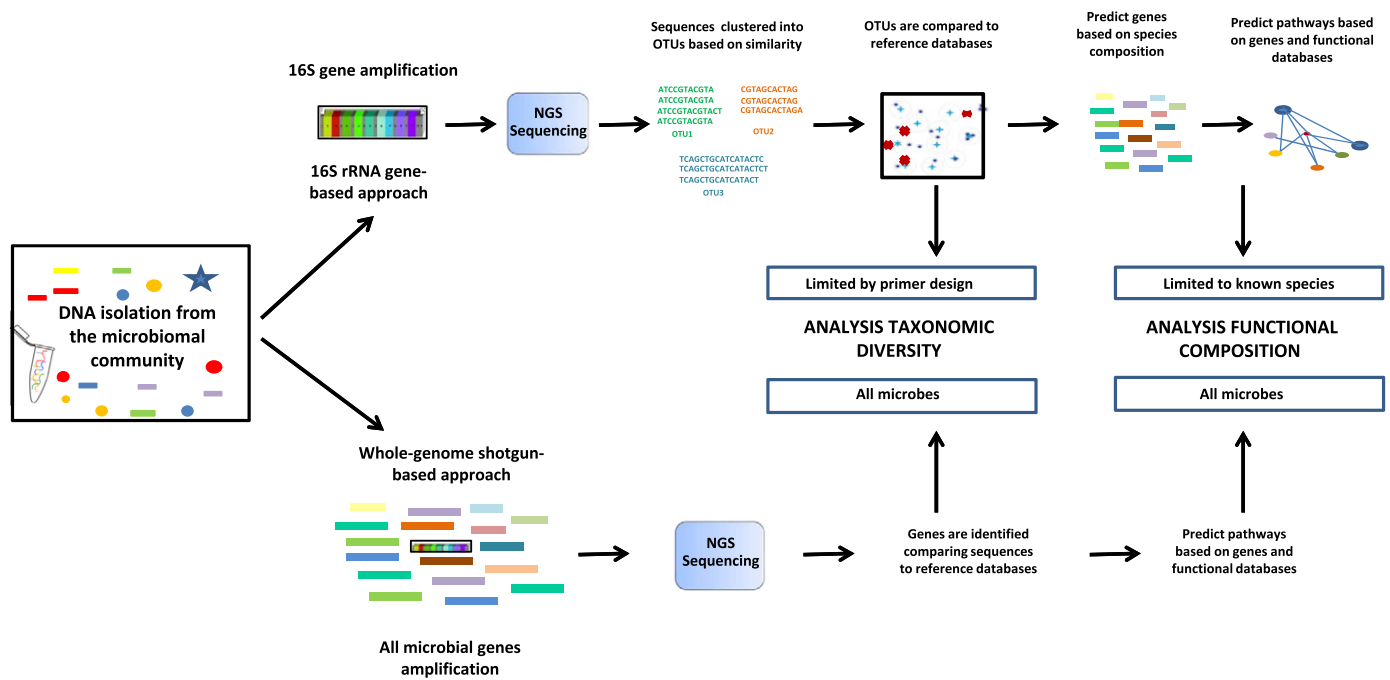 Sequences clustered into
OTUs based on similarity
OTUs are compared to
reference databases
Predict genes
based on species
composition
Predict pathways based
on genes and functional
databases
16S gene amplification
NGS
Sequencing
ATCCGTACGTA
ATCCGTACGTA
ATCCGTACGTACT
ATCCGTACGTA
OTU1
CGTAGCACTAG
CGTAGCACTAG
CGTAGCACTAGA
OTU2
TCAGCTGCATCATACTC
TCAGCTGCATCATACTCT
TCAGCTGCATCATACT
OTU3
16S rRNA gene-
based approach
DNA isolation from
the microbiomal
community
Limited by primer design
Limited to known species
ANALYSIS TAXONOMIC
DIVERSITY
ANALYSIS FUNCTIONAL
COMPOSITION
All microbes
All microbes
Whole-genome shotgun-
based approach
NGS
Sequencing
Genes are identified
comparing sequences
to reference databases
Predict pathways
based on genes and
functional databases
All microbial genes
amplification